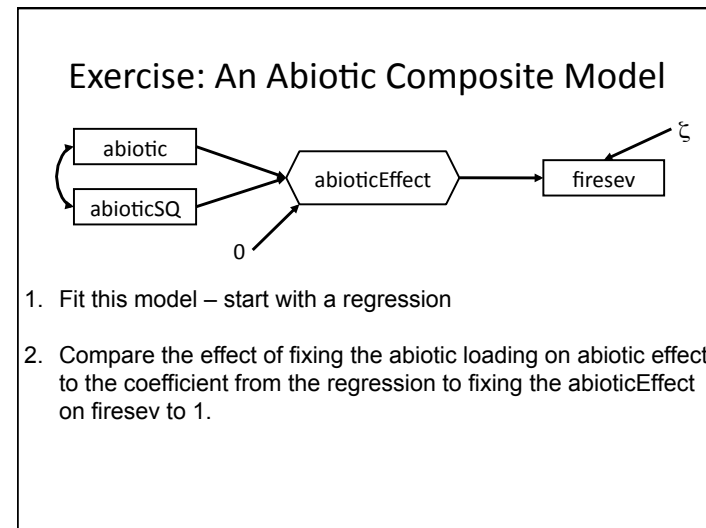 Exercise: An Abiotic Composite Model
abiotic
abioticSQ
abioticEffect
firesev
ζ
0
1. Fit this model – start with a regression
2. Compare the effect of fixing the abiotic loading on abiotic effect
to the coefficient from the regression to fixing the abioticEffect
on firesev to 1.